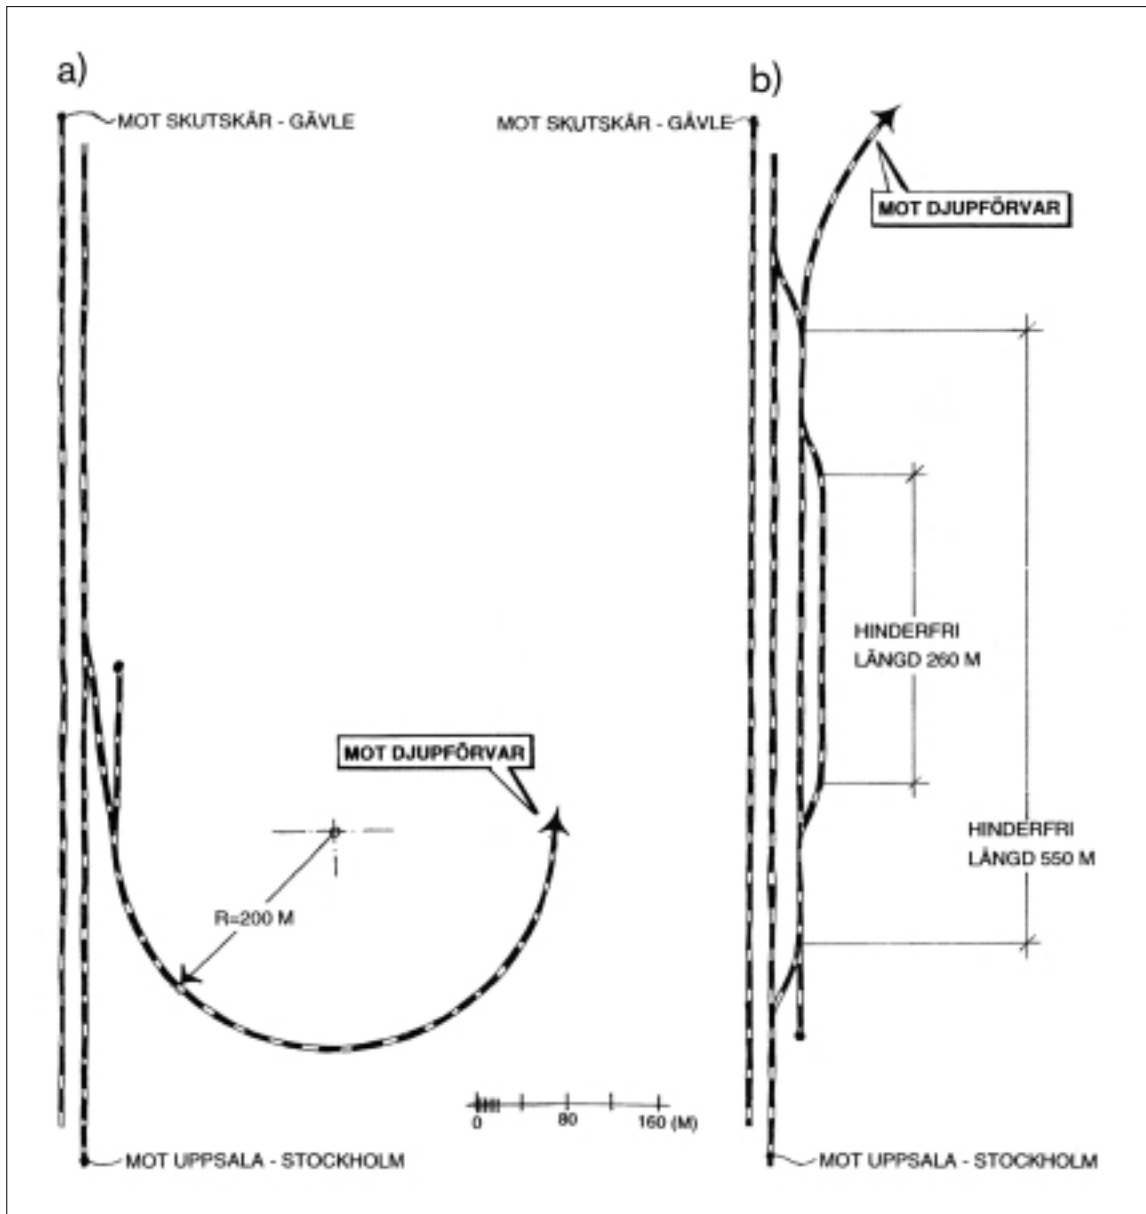 a)
MOT SKUTSKÄR - GÄVLE
MOT DJUPFÖRVAR
R=200 M
0 80 160 (M)
MOT UPPSALA - STOCKHOLM
b)
MOT SKUTSKÄR - GÄVLE
MOT DJUPFÖRVAR
HINDERFRI
LÄNGD 260 M
HINDERFRI
LÄNGD 550 M
MOT UPPSALA - STOCKHOLM